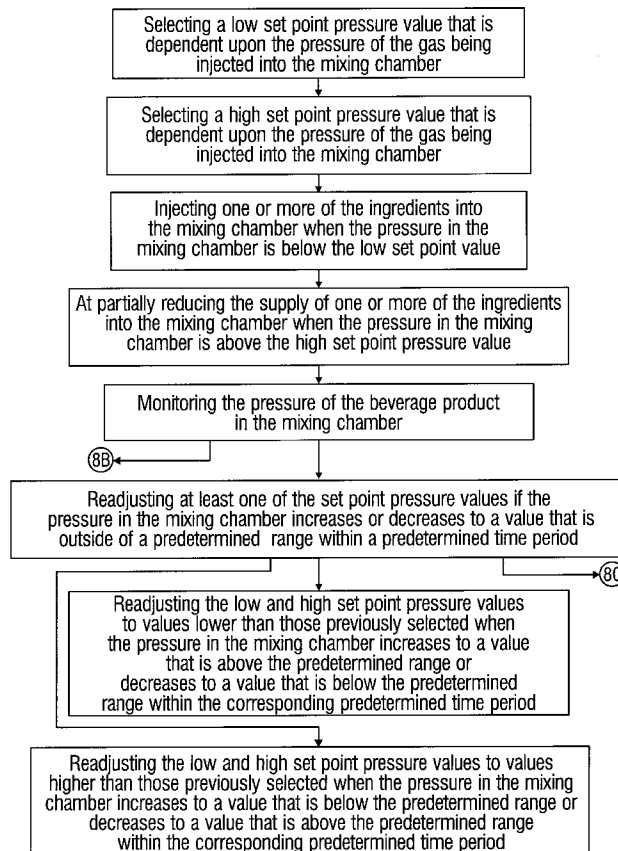 Selecting a low set point pressure value that is
dependent upon the pressure of the gas being
injected into the mixing chamber
Selecting a high set point pressure value that is
dependent upon the pressure of the gas being
injected into the mixing chamber
Injecting one or more of the ingredients into
the mixing chamber when the pressure in the
mixing chamber is below the low set point value
At partially reducing the supply of one or more of the ingredients
into the mixing chamber when the pressure in the mixing
chamber is above the high set point pressure value
Monitoring the pressure of the beverage product
in the mixing chamber
8B
Readjusting at least one of the set point pressure values if the
pressure in the mixing chamber increases or decreases to a value that is
outside of a predetermined range within a predetermined time period
8C
Readjusting the low and high set point pressure values
to values lower than those previously selected when
the pressure in the mixing chamber increases to a value
that is above the predetermined range or
decreases to a value that is below the predetermined
range within the corresponding predetermined time period
Readjusting the low and high set point pressure values to values
higher than those previously selected when the pressure in the mixing
chamber increases to a value that is below the predetermined range or
decreases to a value that is above the predetermined range
within the corresponding predetermined time period